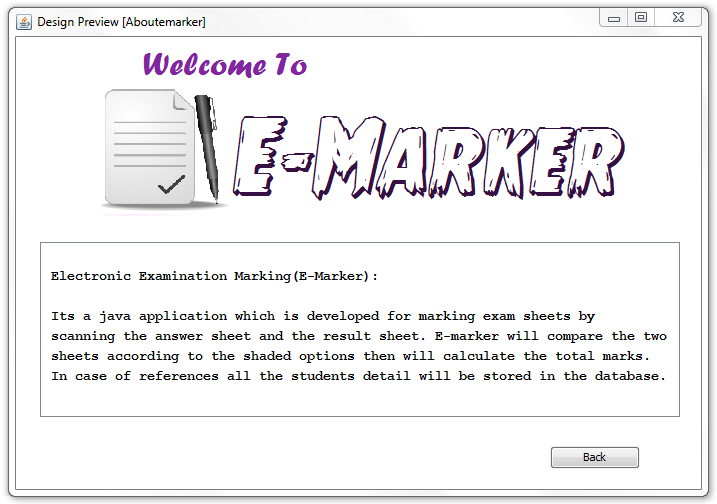 Design Preview [Aboutemarker]
Welcome To
E-Marker
Electronic Examination Marking(E-Marker):
Its a java application which is developed for marking exam sheets by
scanning the answer sheet and the result sheet. E-marker will compare the two
sheets according to the shaded options then will calculate the total marks.
In case of references all the students detail will be stored in the database.
Back